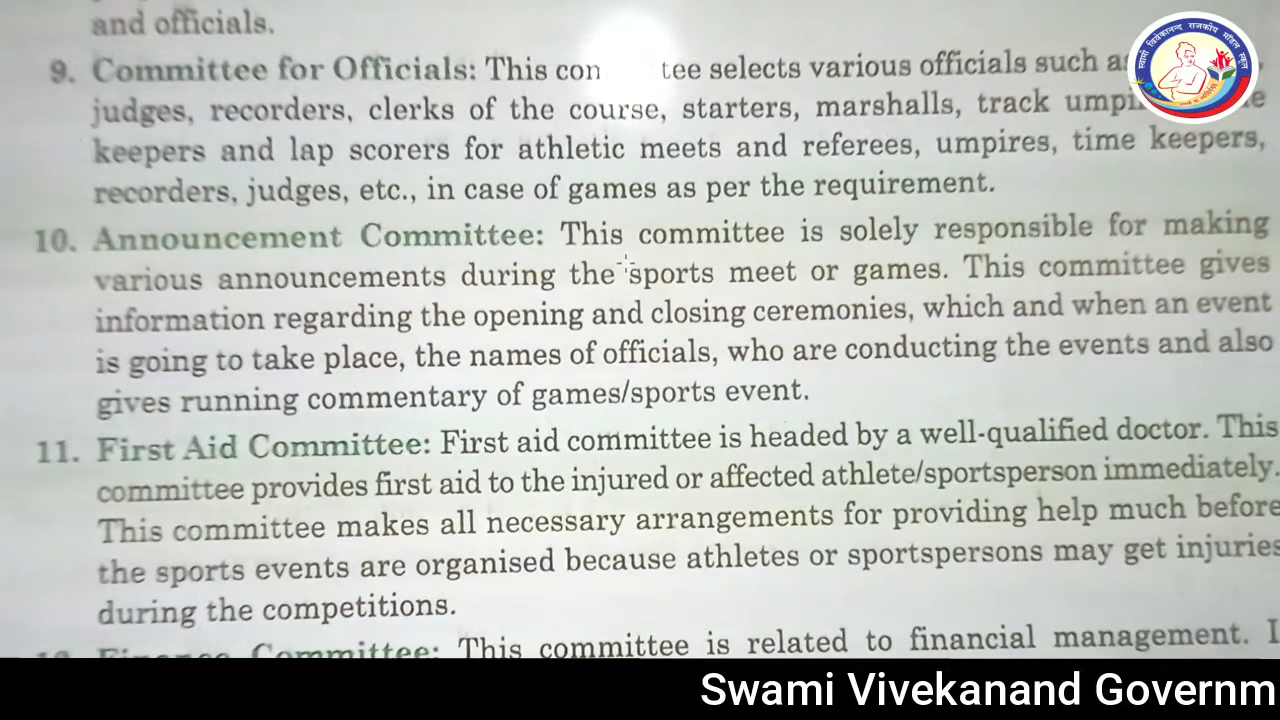 and officials.
9. Committee for Officials: This con tee selects various officials such as
judges, recorders, clerks of the course, starters, marshalls, track
keepers and lap scorers for athletic meets and referees, umpires, time keepers,
recorders, judges, etc., in case of games as per the requirement.
10. Announcement Committee: This committee is solely responsible for making
various announcements during the sports meet or games. This committee gives
information regarding the opening and closing ceremonies, which and when an event
is going to take place, the names of officials, who are conducting the events and also
gives running commentary of games/sports event.
11. First Aid Committee: First aid committee is headed by a well-qualified doctor. This
committee provides first aid to the injured or affected athlete/sportsperson immediately.
This committee makes all necessary arrangements for providing help much before
the sports events are organised because athletes or sportspersons may get injuries
during the competitions.
Committee: This committee is related to financial management. I
स्वामी विवेकानन्द राजकीय मॉडल स्कूल
Swami Vivekanand Governm